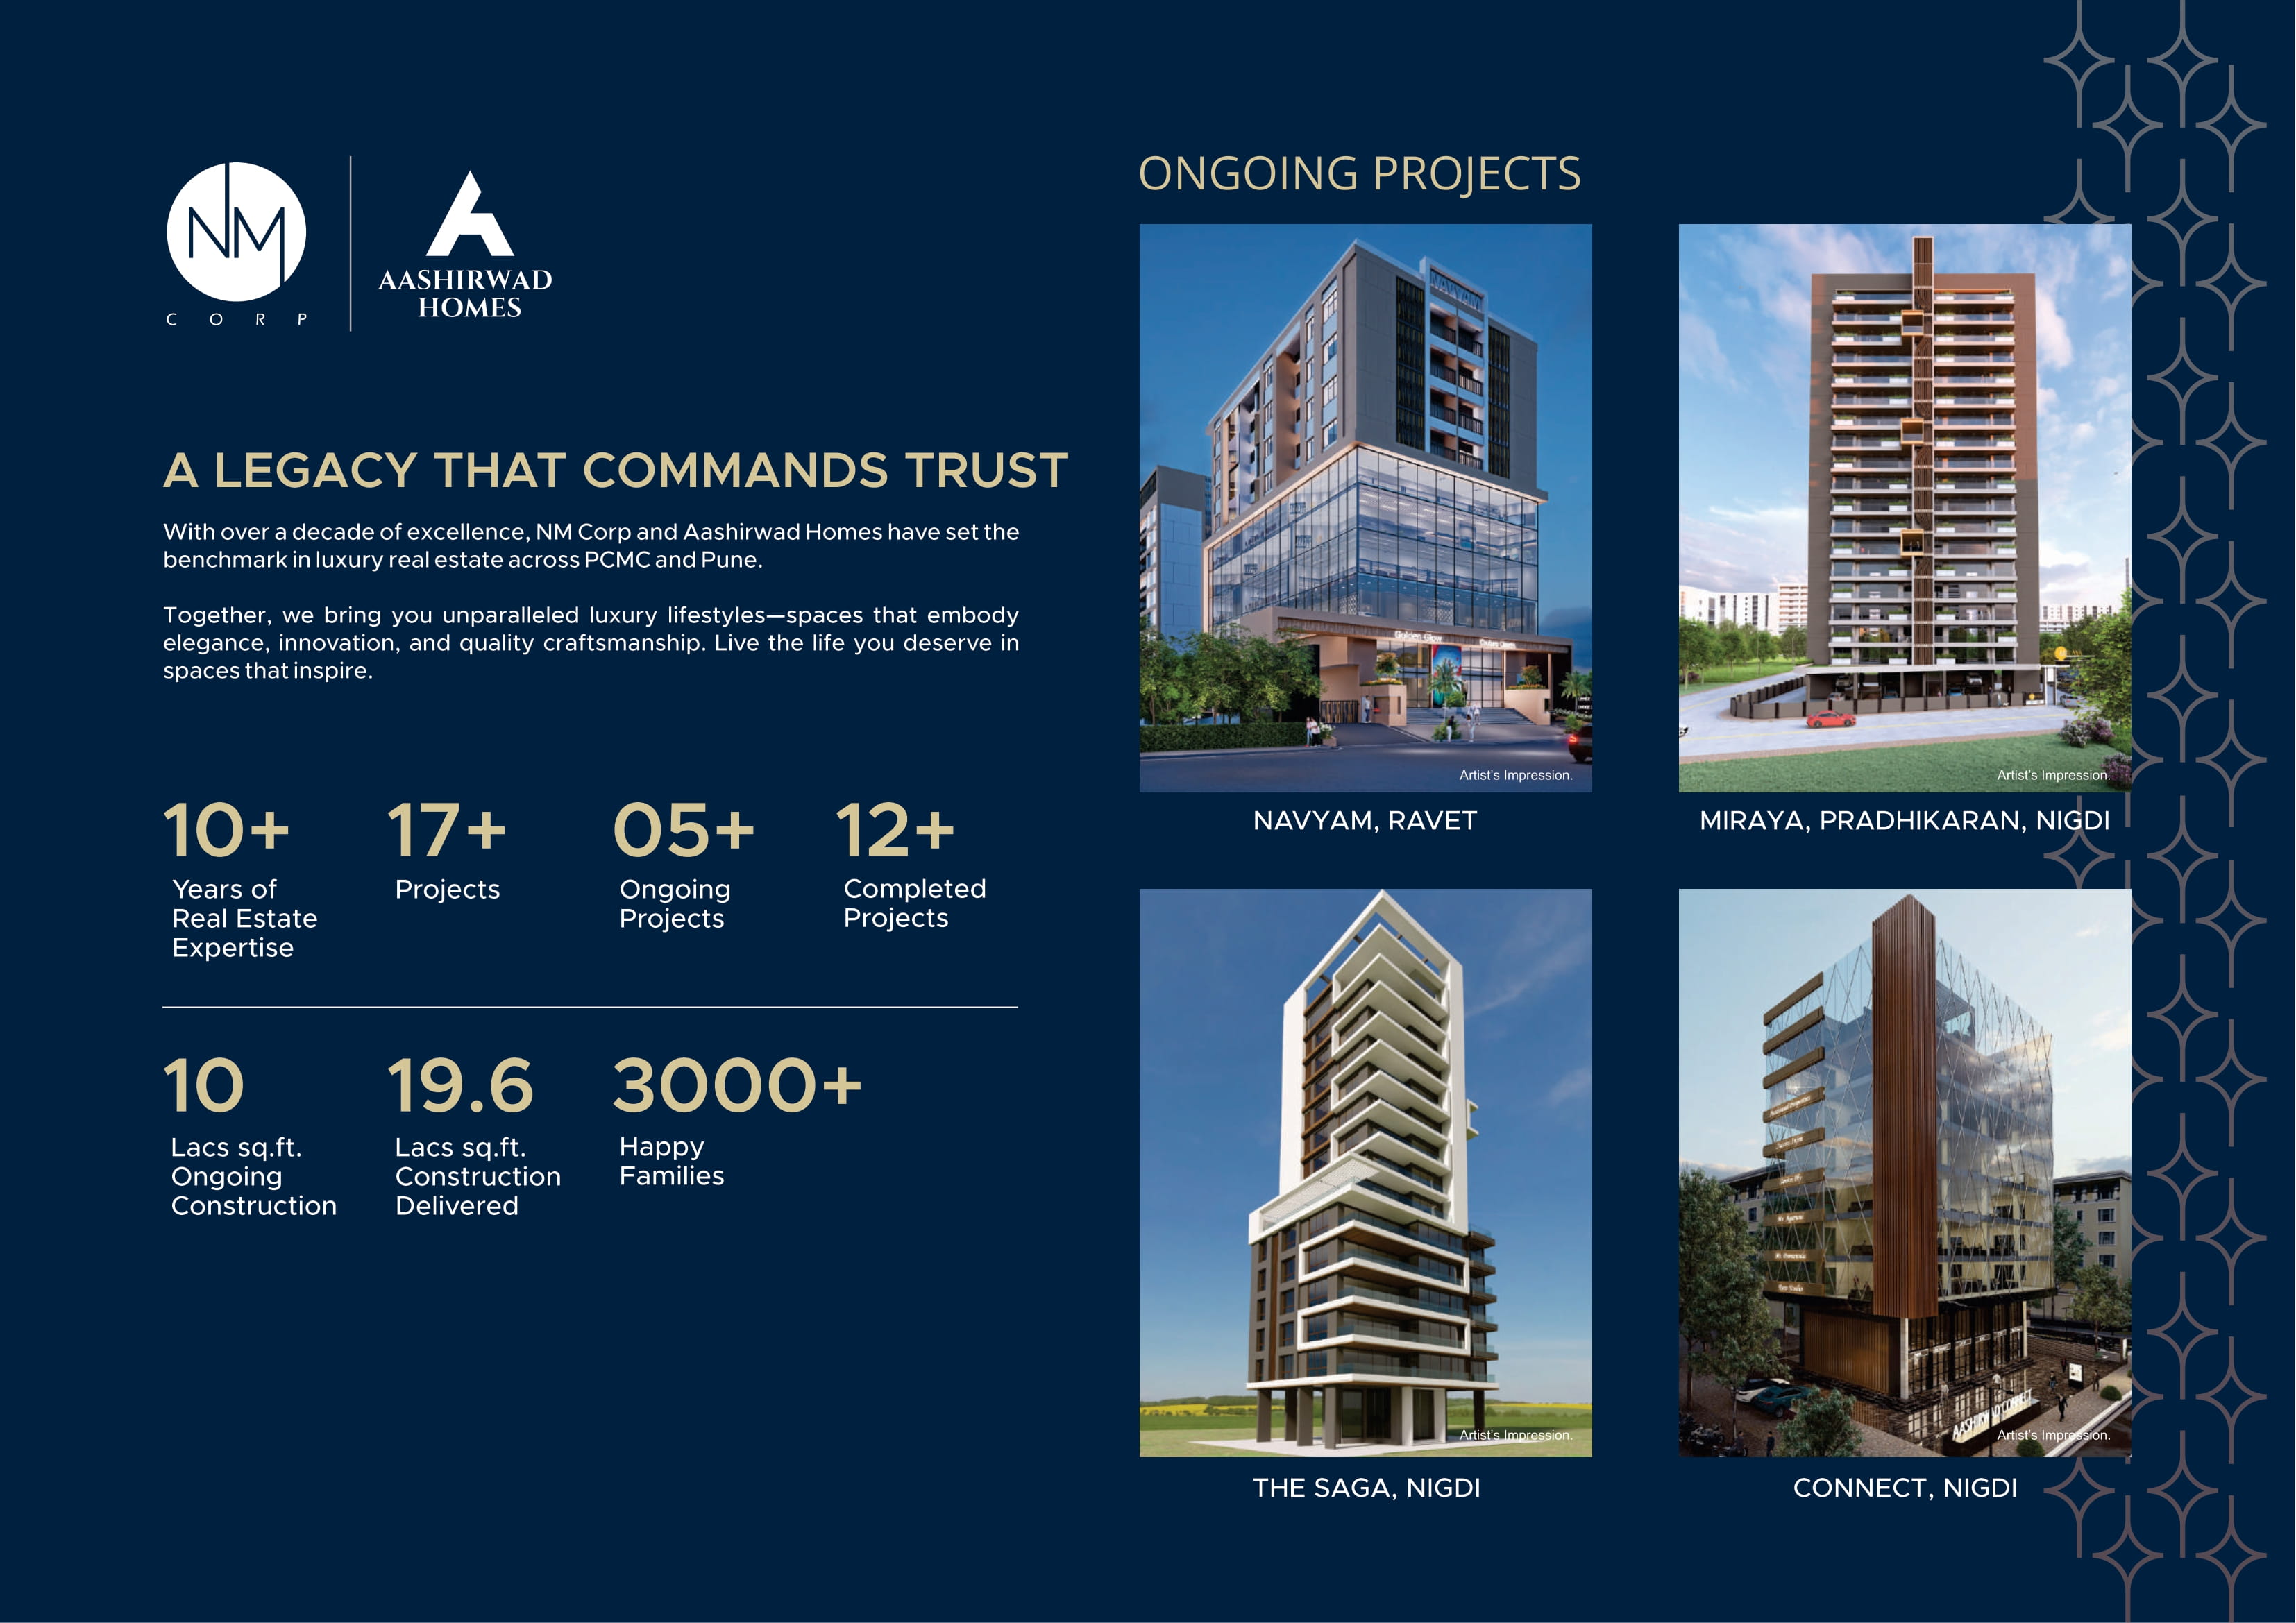 NM
CORP
AASHIRWAD
HOMES
A LEGACY THAT COMMANDS TRUST
With over a decade of excellence, NM Corp and Aashirwad Homes have set the
benchmark in luxury real estate across PCMC and Pune.
Together, we bring you unparalleled luxury lifestyles—spaces that embody
elegance, innovation, and quality craftsmanship. Live the life you deserve in
spaces that inspire.
10+
Years of
Real Estate
Expertise
17+
Projects
05+
Ongoing
Projects
12+
Completed
Projects
10
Lacs sq.ft.
Ongoing
Construction
19.6
Lacs sq.ft.
Construction
Delivered
3000+
Happy
Families
ONGOING PROJECTS
NAVYAM
Golden Glow
Artist's Impression.
NAVYAM, RAVET
Artist's Impression.
MIRAYA, PRADHIKARAN, NIGDI
Artist's Impression.
THE SAGA, NIGDI
AASHIRWAD CONNECT
Artist's Impression.
CONNECT, NIGDI